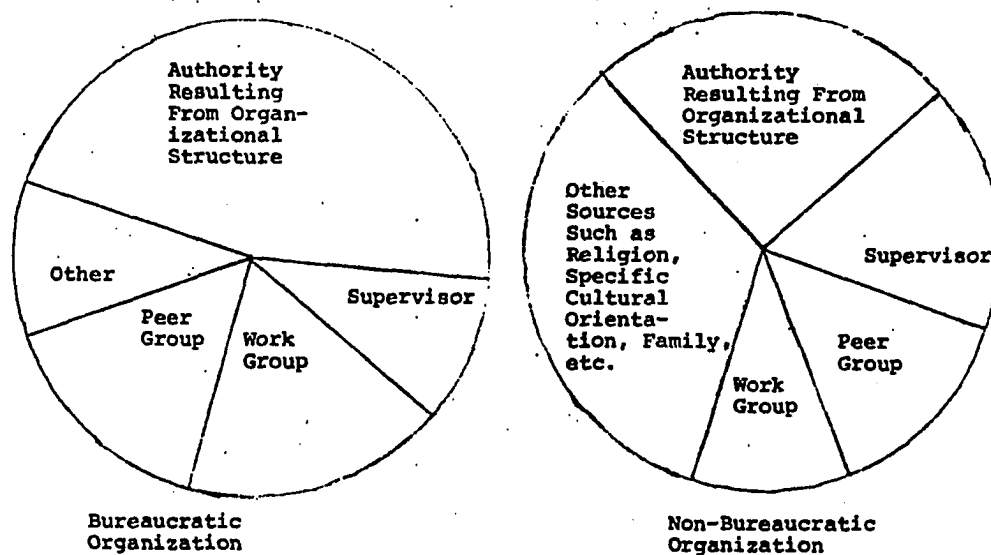 Authority
Resulting
From Organ-
izational
Structure
Other
Peer
Group
Work
Group
Supervisor
Bureaucratic
Organization
Authority
Resulting From
Organizational
Structure
Other
Sources
Such as
Religion,
Specific
Cultural
Orienta-
tion, Family,
etc.
Supervisor
Peer
Group
Work
Group
Non-Bureaucratic
Organization